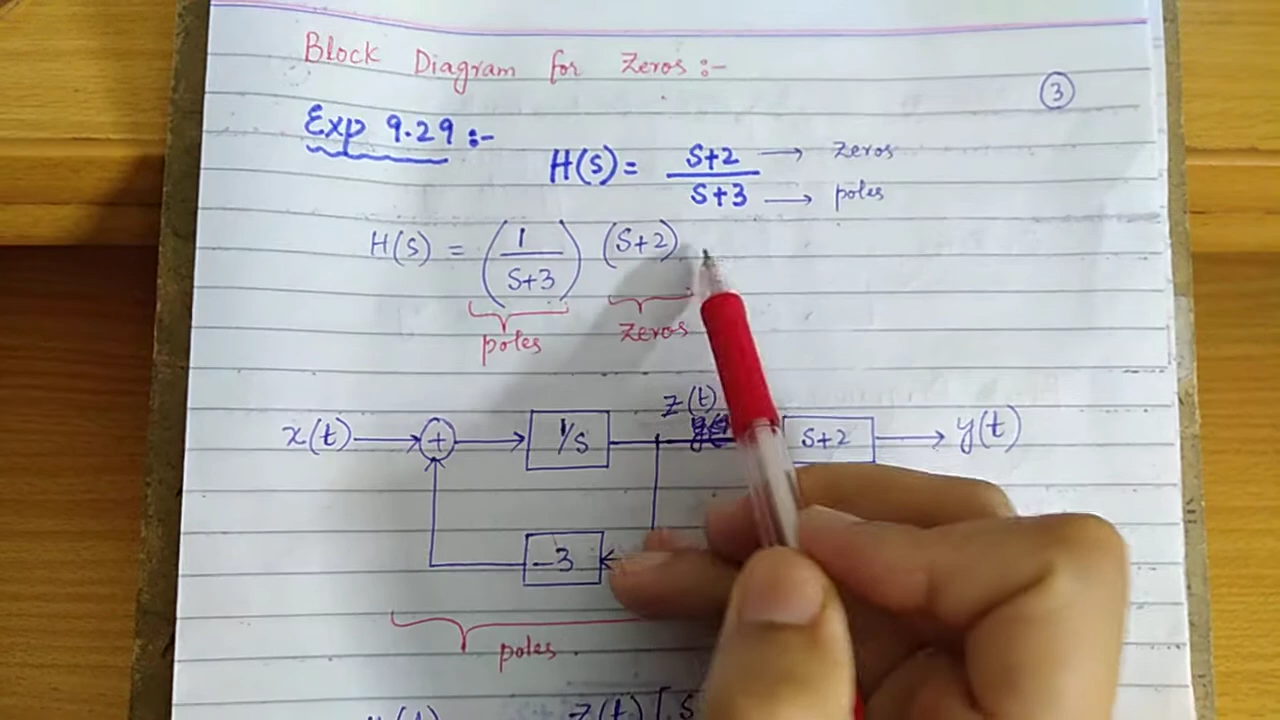 Block Diagram for Zeros :-
3
Exp 9.29 :-
H(s) = S+2 / S+3
→ zeros
→ poles
H(s) = (1 / S+3) (S+2)
poles zeros
z(t)
x(t) + 1/s S+2 y(t)
-3
poles
z(t) [ S